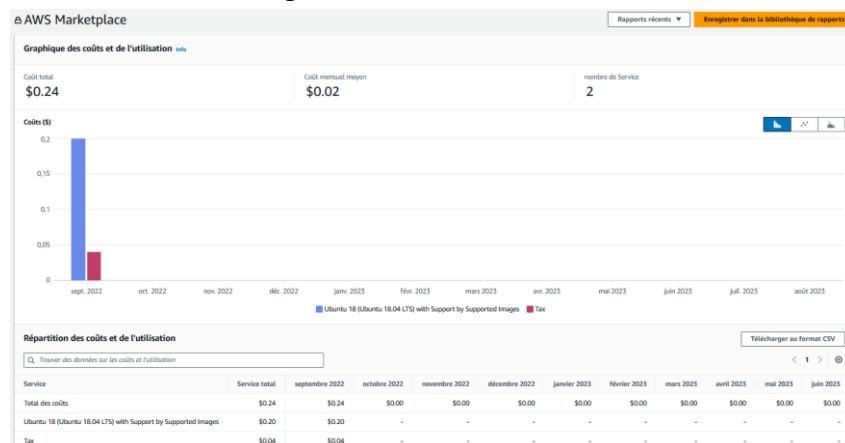 AWS Marketplace
Rapports récents ▼
Enregistrer dans la bibliothèque de rapports
Graphique des coûts et de l'utilisation Info
Coût total
$0.24
Coût mensuel moyen
$0.02
nombre de Service
2
Coûts ($)
0,2
0,15
0,1
0,05
0
sept. 2022 oct. 2022 nov. 2022 déc. 2022 janv. 2023 févr. 2023 mars 2023 avr. 2023 mai 2023 juin 2023 juil. 2023 août 2023
Ubuntu 18 (Ubuntu 18.04 LTS) with Support by Supported Images Tax
Répartition des coûts et de l'utilisation
Télécharger au format CSV
Trouver des données sur les coûts et l'utilisation
< 1 >
Service Service total septembre 2022 octobre 2022 novembre 2022 décembre 2022 janvier 2023 février 2023 mars 2023 avril 2023 mai 2023 juin 2023
Total des coûts $0.24 $0.24 $0.00 $0.00 $0.00 $0.00 $0.00 $0.00 $0.00 $0.00 $0.00
Ubuntu 18 (Ubuntu 18.04 LTS) with Support by Supported Images $0.20 $0.20 - - - - - - - - -
Tax $0.04 $0.04 - - - - - - - - -